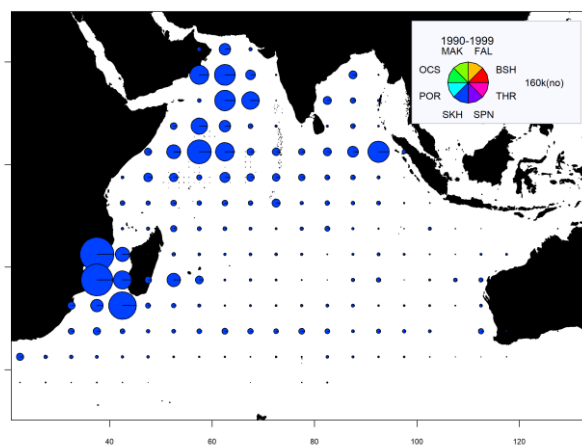 1990-1999
MAK FAL
OCS BSH
POR THR
160k(no)
SKH SPN
40 60 80 100 120